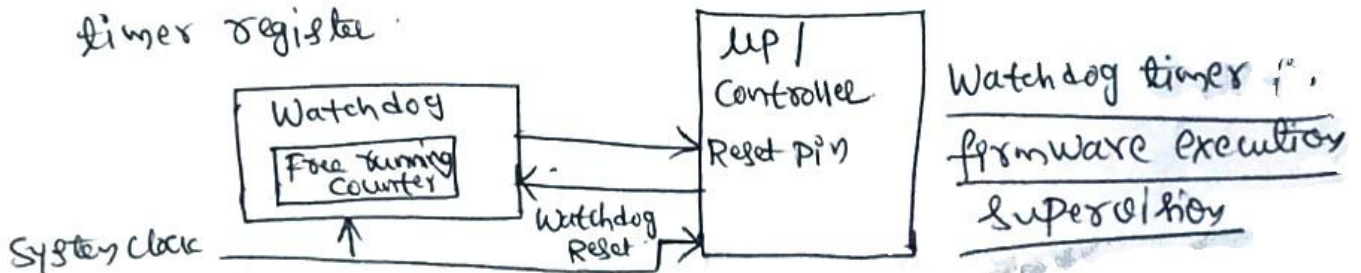 timer register
Watchdog
Free running
counter
System clock
Watchdog
Reset
μP /
Controller
Reset Pin
Watchdog timer
firmware execution
supervision